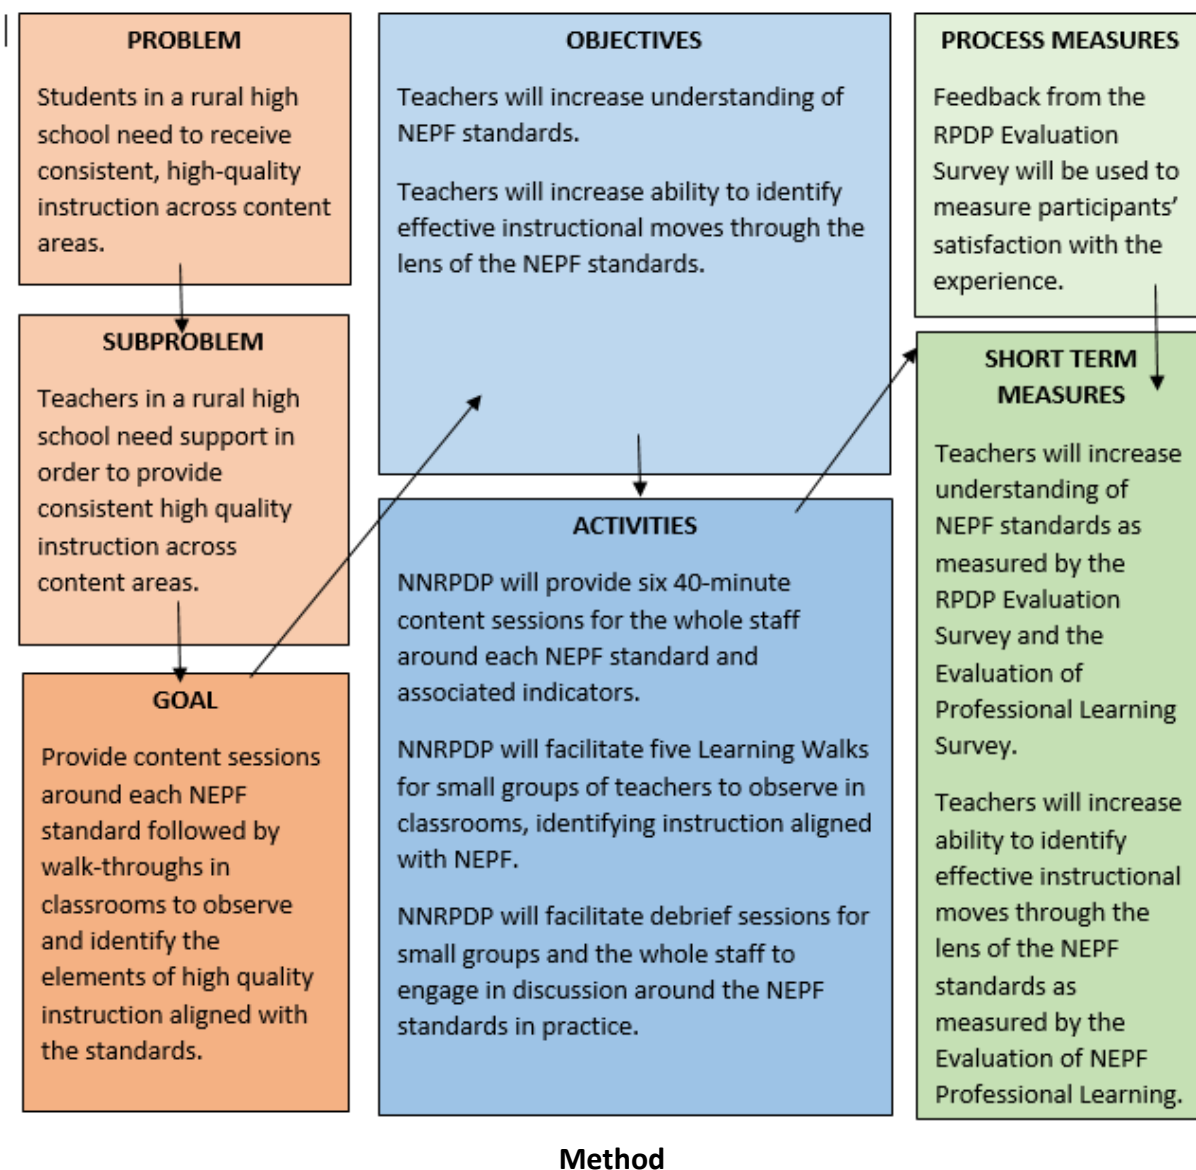 PROBLEM
Students in a rural high
school need to receive
consistent, high-quality
instruction across content
areas.
SUBPROBLEM
Teachers in a rural high
school need support in
order to provide
consistent high quality
instruction across
content areas.
GOAL
Provide content sessions
around each NEPF
standard followed by
walk-throughs in
classrooms to observe
and identify the
elements of high quality
instruction aligned with
the standards.
OBJECTIVES
Teachers will increase understanding of
NEPF standards.
Teachers will increase ability to identify
effective instructional moves through the
lens of the NEPF standards.
ACTIVITIES
NNRPDP will provide six 40-minute
content sessions for the whole staff
around each NEPF standard and
associated indicators.
NNRPDP will facilitate five Learning Walks
for small groups of teachers to observe in
classrooms, identifying instruction aligned
with NEPF.
NNRPDP will facilitate debrief sessions for
small groups and the whole staff to
engage in discussion around the NEPF
standards in practice.
PROCESS MEASURES
Feedback from the
RPDP Evaluation
Survey will be used to
measure participants’
satisfaction with the
experience.
SHORT TERM
MEASURES
Teachers will increase
understanding of
NEPF standards as
measured by the
RPDP Evaluation
Survey and the
Evaluation of
Professional Learning
Survey.
Teachers will increase
ability to identify
effective instructional
moves through the
lens of the NEPF
standards as
measured by the
Evaluation of NEPF
Professional Learning.
Method